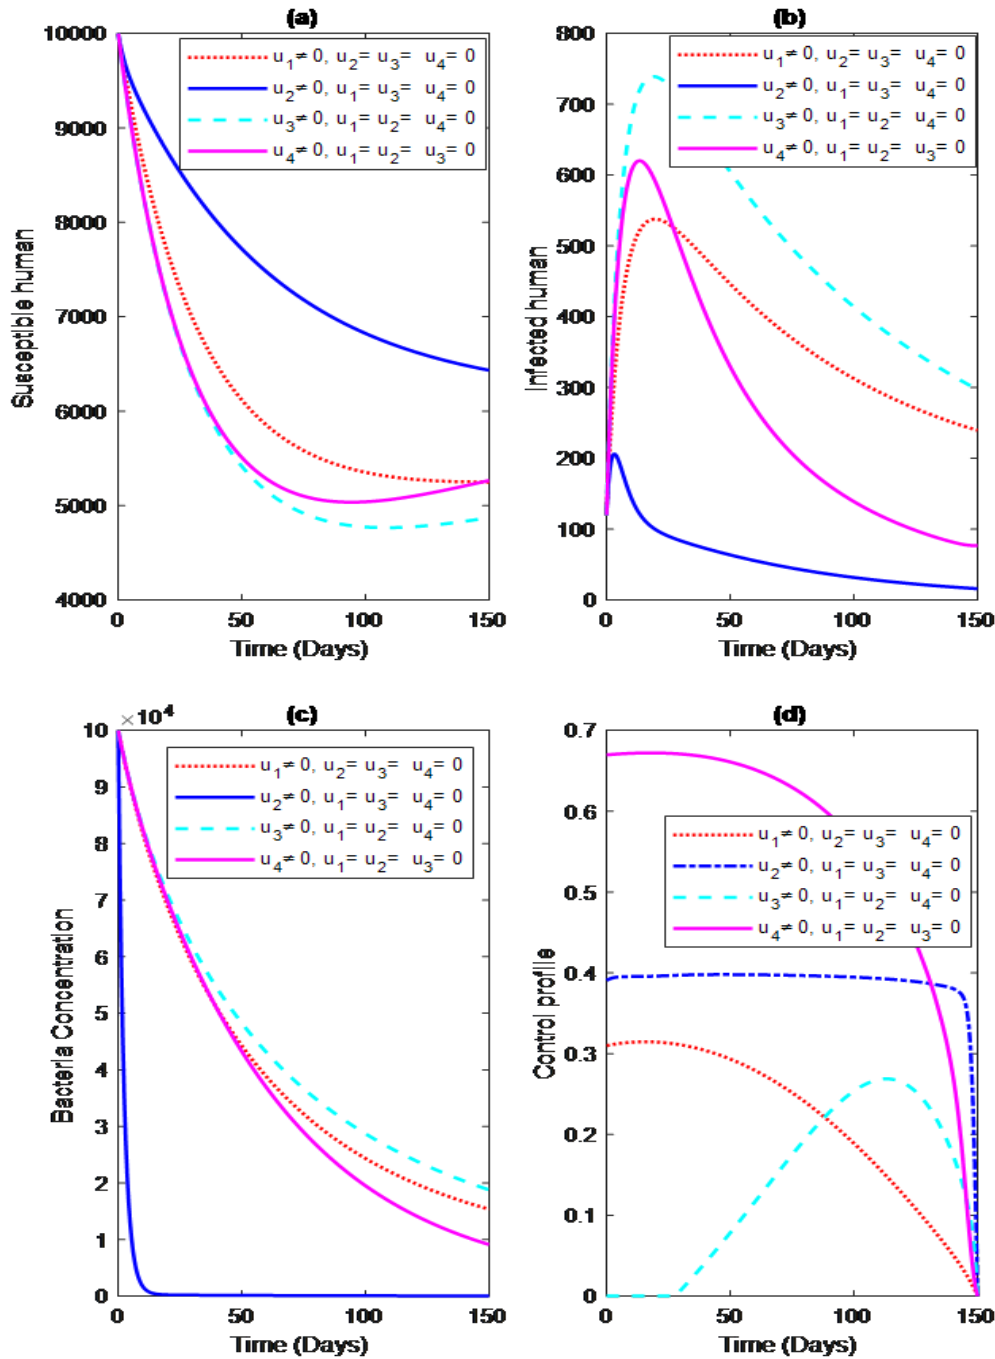 (a)
10000
9000
8000
7000
6000
5000
4000
Susceptible human
u1≠ 0, u2= u3= u4= 0
u2≠ 0, u1= u3= u4= 0
u3≠ 0, u1= u2= u4= 0
u4≠ 0, u1= u2= u3= 0
0 50 100 150
Time (Days)
(b)
800
700
600
500
400
300
200
100
0
Infected human
u1≠ 0, u2= u3= u4= 0
u2≠ 0, u1= u3= u4= 0
u3≠ 0, u1= u2= u4= 0
u4≠ 0, u1= u2= u3= 0
0 50 100 150
Time (Days)
(c)
×10^4
10
9
8
7
6
5
4
3
2
1
0
Bacteria Concentration
u1≠ 0, u2= u3= u4= 0
u2≠ 0, u1= u3= u4= 0
u3≠ 0, u1= u2= u4= 0
u4≠ 0, u1= u2= u3= 0
0 50 100 150
Time (Days)
(d)
0.7
0.6
0.5
0.4
0.3
0.2
0.1
0
Control profile
u1≠ 0, u2= u3= u4= 0
u2≠ 0, u1= u3= u4= 0
u3≠ 0, u1= u2= u4= 0
u4≠ 0, u1= u2= u3= 0
0 50 100 150
Time (Days)